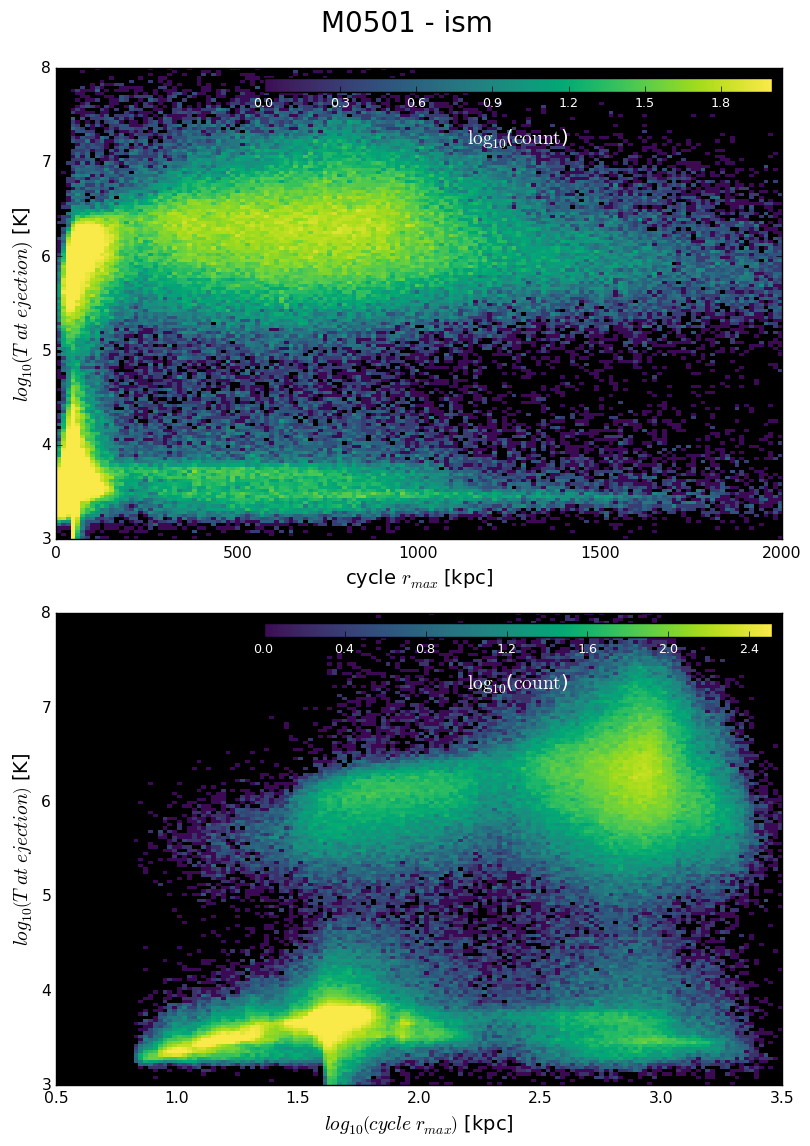 M0501 - ism
8
0.0 0.3 0.6 0.9 1.2 1.5 1.8
log10(count)
7
6
5
4
3
log10(T at ejection) [K]
0 500 1000 1500 2000
cycle rmax [kpc]
8
0.0 0.4 0.8 1.2 1.6 2.0 2.4
log10(count)
7
6
5
4
3
log10(T at ejection) [K]
0.5 1.0 1.5 2.0 2.5 3.0 3.5
log10(cycle rmax) [kpc]